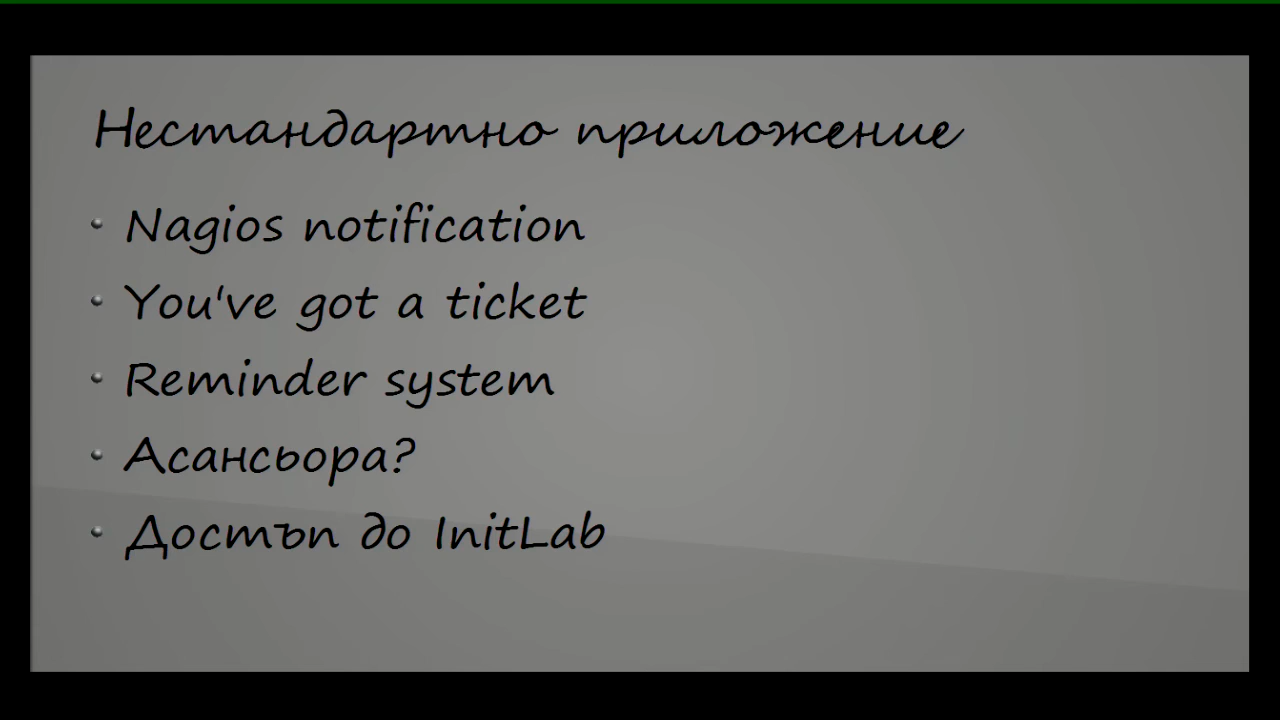 Нестандартно приложение
Nagios notification
You've got a ticket
Reminder system
Асансьора?
Достъп до InitLab